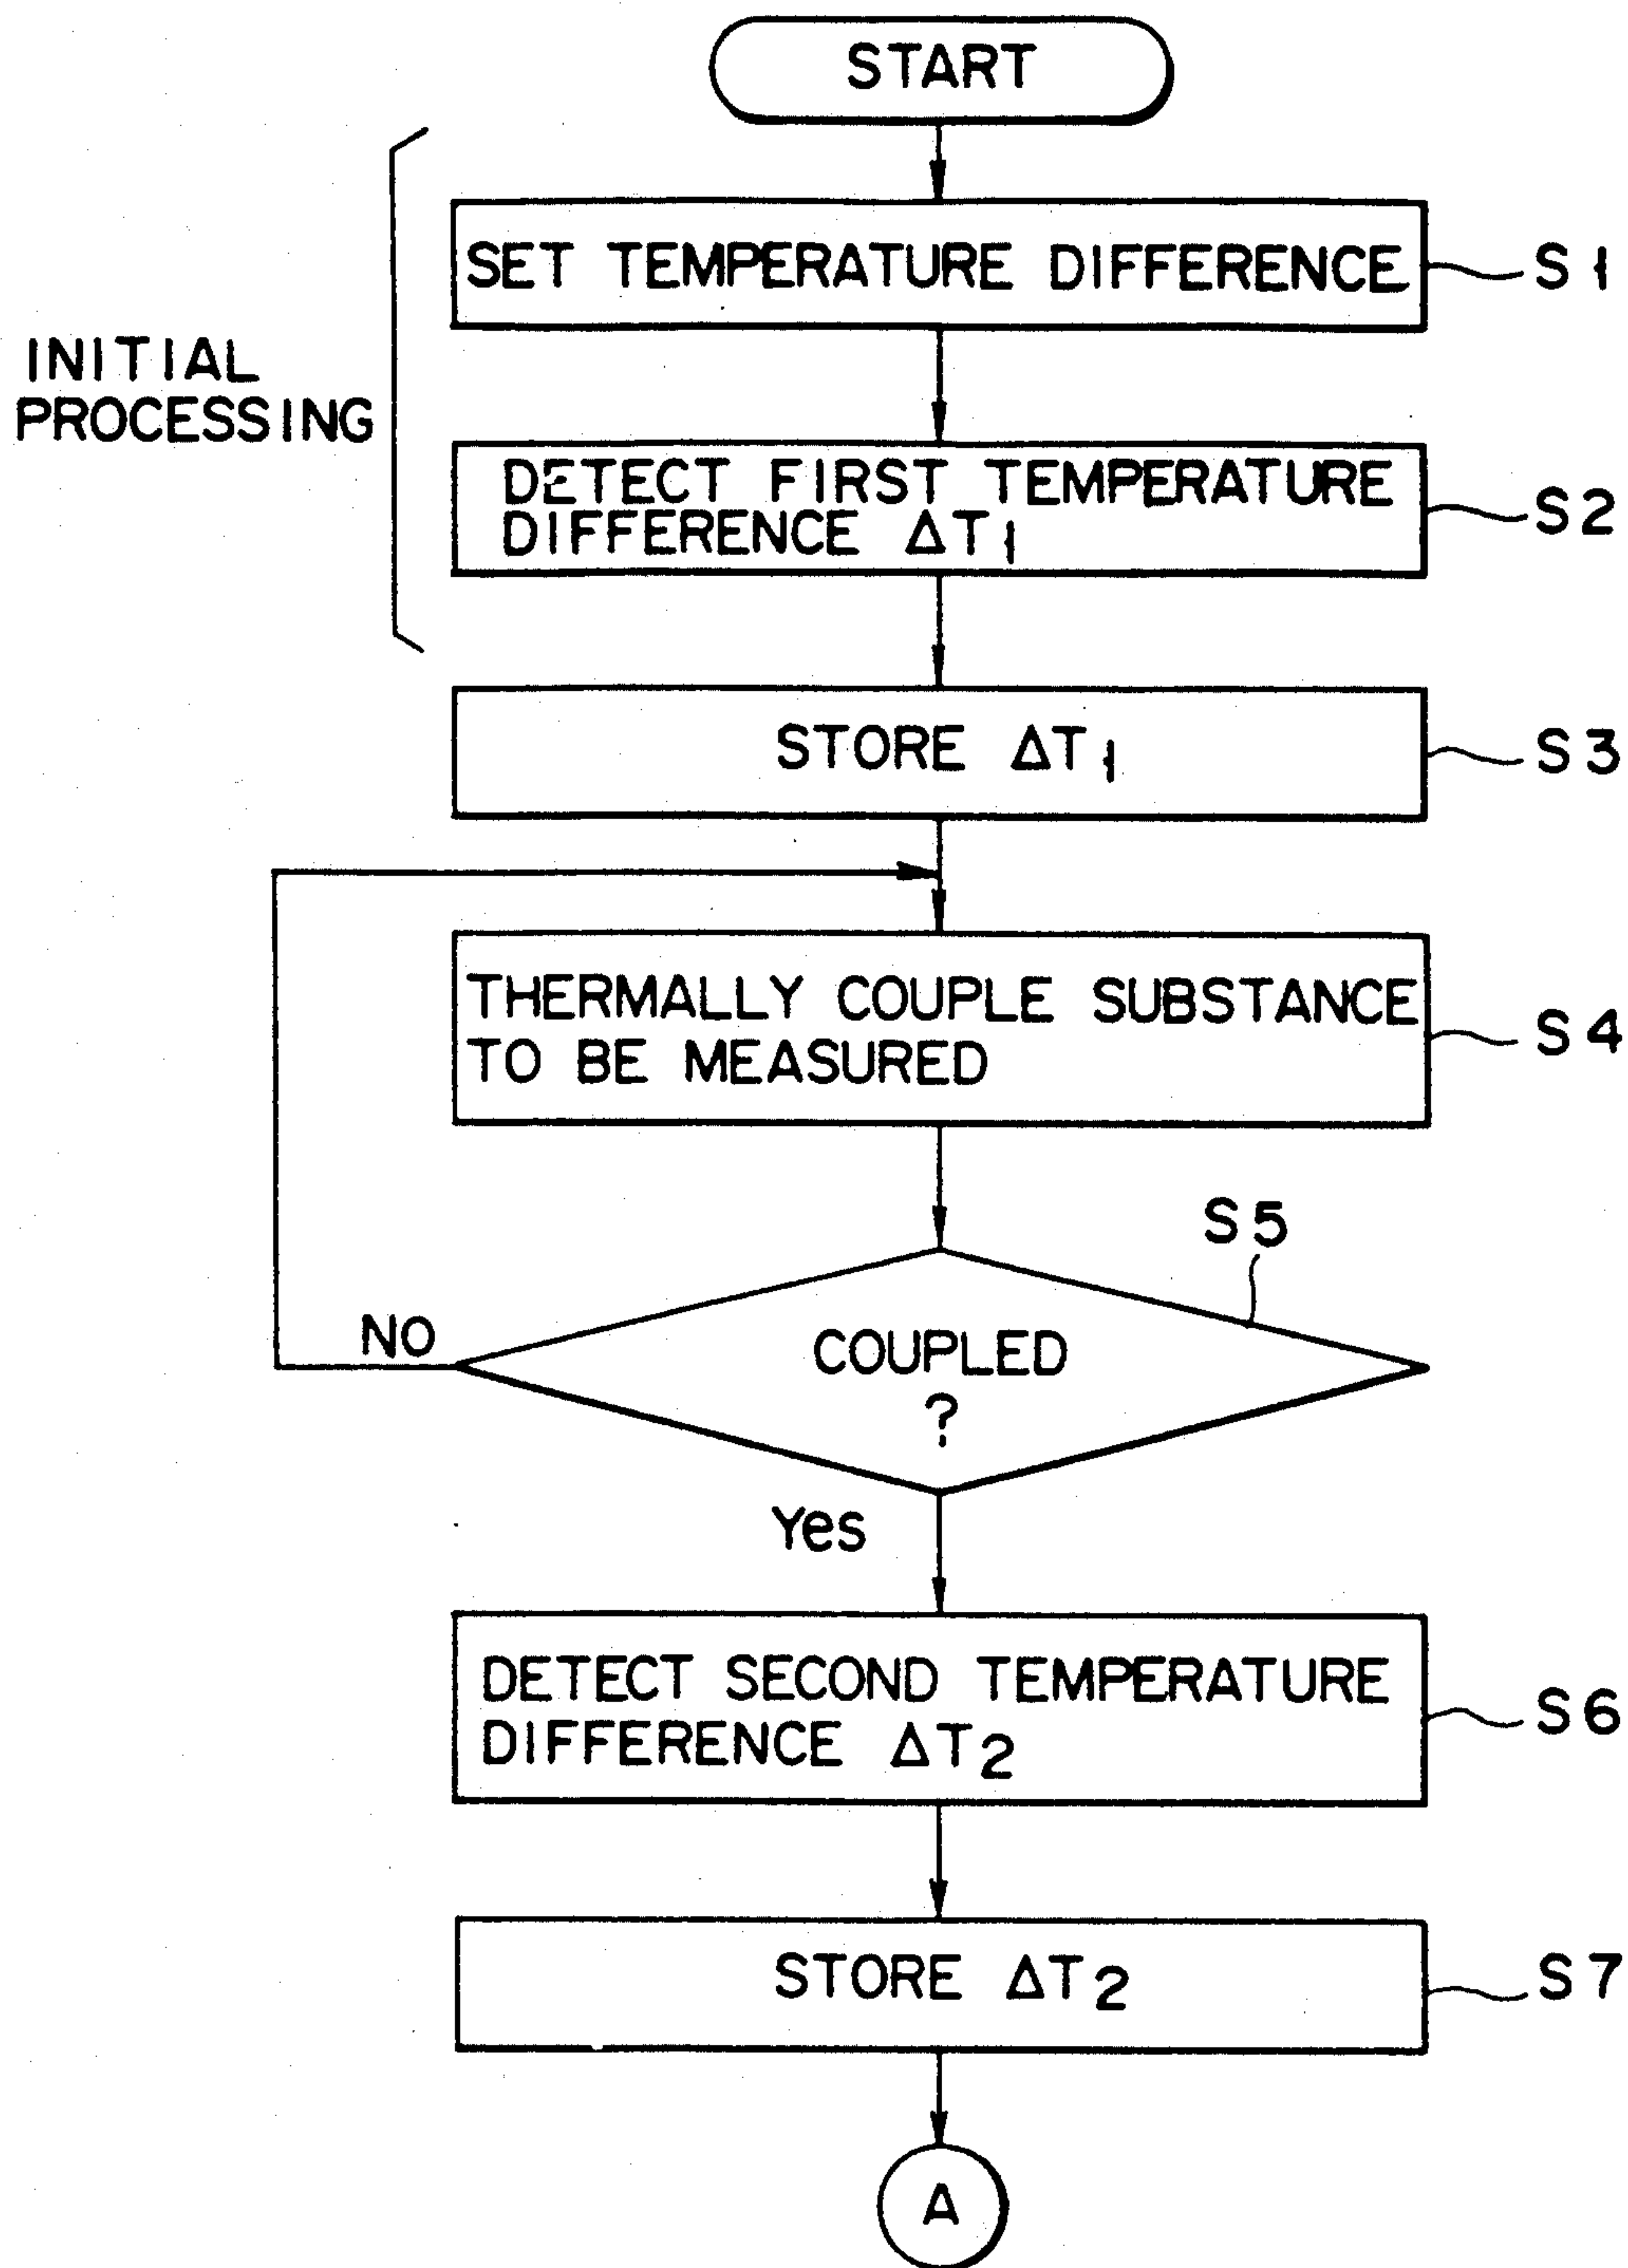 START
SET TEMPERATURE DIFFERENCE
S1
INITIAL
PROCESSING
DETECT FIRST TEMPERATURE
DIFFERENCE ΔT1
S2
STORE ΔT1
S3
THERMALLY COUPLE SUBSTANCE
TO BE MEASURED
S4
S5
NO
COUPLED
?
Yes
DETECT SECOND TEMPERATURE
DIFFERENCE ΔT2
S6
STORE ΔT2
S7
A